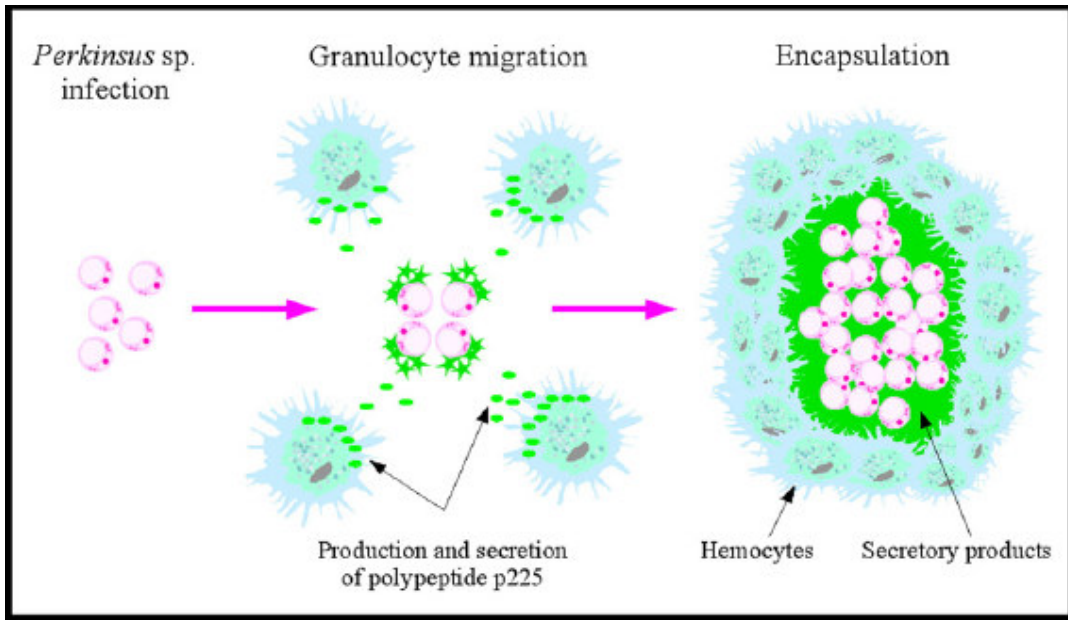 Perkinsus sp.
infection
Granulocyte migration
Encapsulation
Production and secretion
of polypeptide p225
Hemocytes
Secretory products